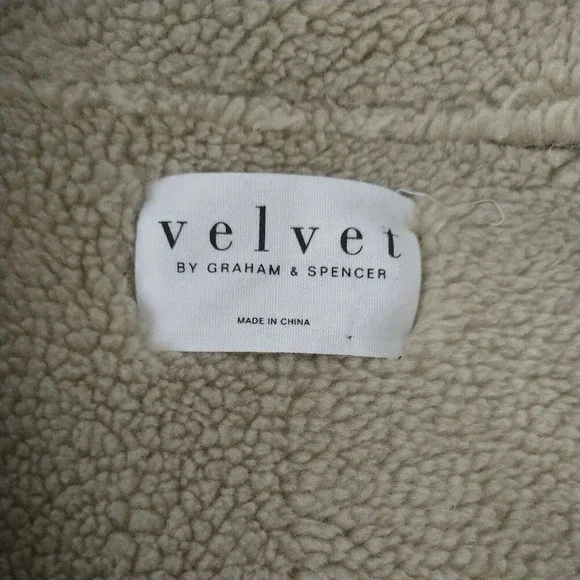 velvet
BY GRAHAM & SPENCER
MADE IN CHINA